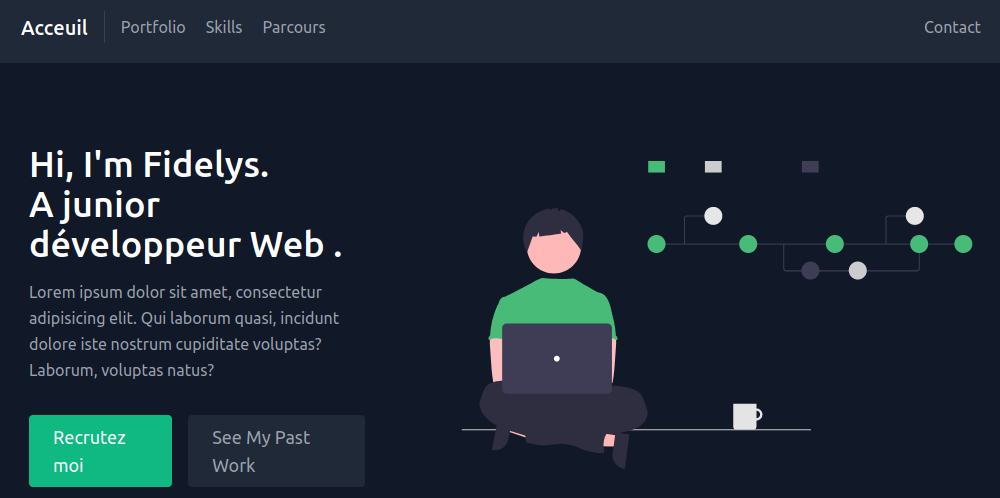 Acceuil
Portfolio
Skills
Parcours
Contact
Hi, I'm Fidelys.
A junior
développeur Web .
Lorem ipsum dolor sit amet, consectetur
adipisicing elit. Qui laborum quasi, incidunt
dolore iste nostrum cupiditate voluptas?
Laborum, voluptas natus?
Recrutez
moi
See My Past
Work